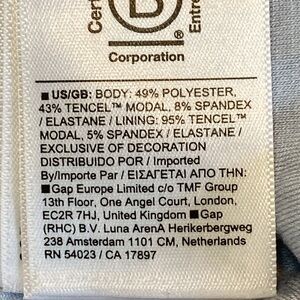 Cert
B
®
Entre
Corporation
■ US/GB: BODY: 49% POLYESTER,
43% TENCEL™ MODAL, 8% SPANDEX
/ ELASTANE / LINING: 95% TENCEL™
MODAL, 5% SPANDEX / ELASTANE /
EXCLUSIVE OF DECORATION
DISTRIBUIDO POR / Imported
By/Importe Par / ΕΙΣΑΓΕΤΑΙ ΑΠΟ ΤΗΝ:
■Gap Europe Limited c/o TMF Group
13th Floor, One Angel Court, London,
EC2R 7HJ, United Kingdom ■Gap
(RHC) B.V. Luna ArenA Herikerbergweg
238 Amsterdam 1101 CM, Netherlands
RN 54023 / CA 17897